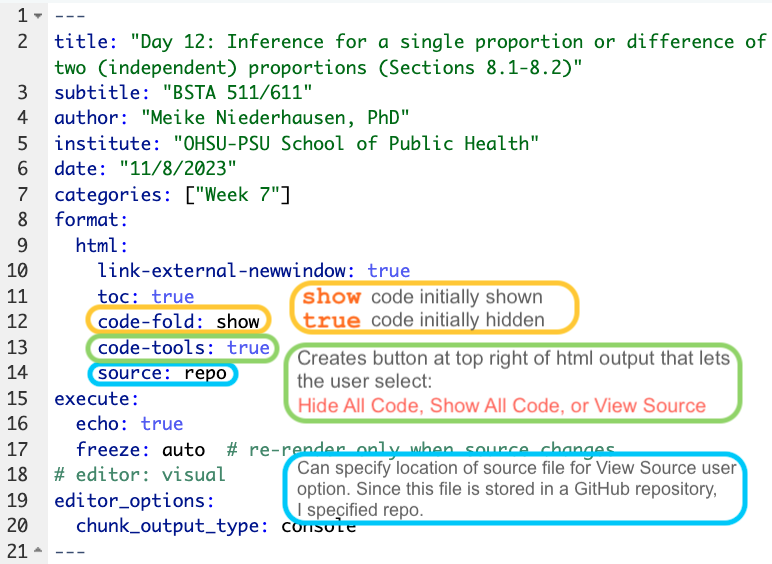 1 ---
2 title: "Day 12: Inference for a single proportion or difference of
two (independent) proportions (Sections 8.1-8.2)"
3 subtitle: "BSTA 511/611"
4 author: "Meike Niederhausen, PhD"
5 institute: "OHSU-PSU School of Public Health"
6 date: "11/8/2023"
7 categories: ["Week 7"]
8 format:
9 html:
10 link-external-newwindow: true
11 toc: true
12 code-fold: show
show code initially shown
true code initially hidden
13 code-tools: true
14 source: repo
Creates button at top right of html output that lets
the user select:
Hide All Code, Show All Code, or View Source
15 execute:
16 echo: true
17 freeze: auto # re-render only when source changes
18 # editor: visual
19 editor_options:
20 chunk_output_type: console
Can specify location of source file for View Source user
option. Since this file is stored in a GitHub repository,
I specified repo.
21 ---